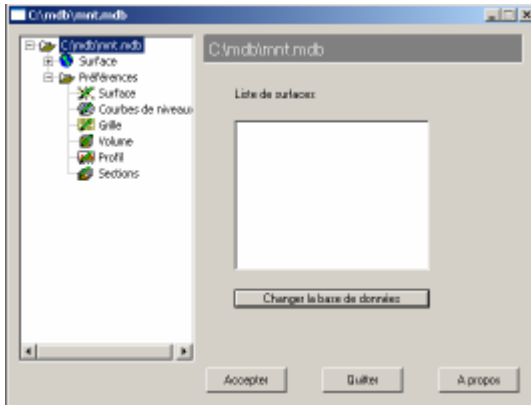 C:\mdb\mnt.mdb
C:\mdb\mnt.mdb
Surface
Préférences
Surface
Courbes de niveaux
Grille
Volume
Profil
Sections
C:\mdb\mnt.mdb
Liste de surfaces:
Changer la base de données
Accepter
Quitter
A propos